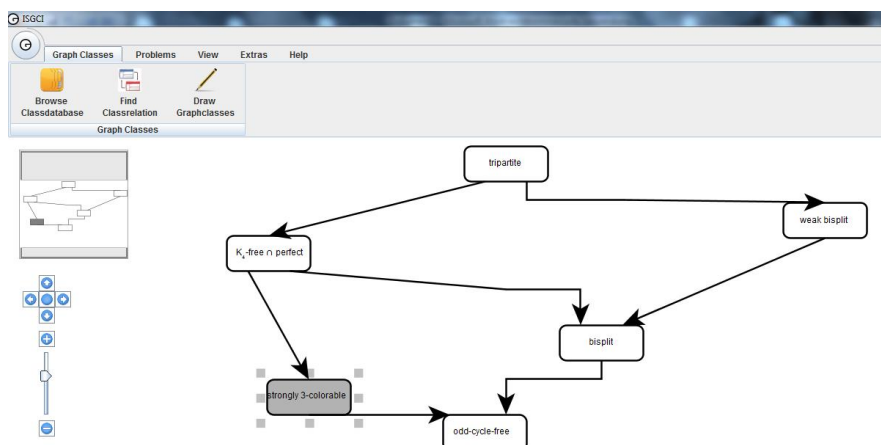 ISGCI
Graph Classes Problems View Extras Help
Browse Classdatabase
Find Classrelation
Draw Graphclasses
Graph Classes
tripartite
weak bisplit
K4-free ∩ perfect
bisplit
strongly 3-colorable
odd-cycle-free